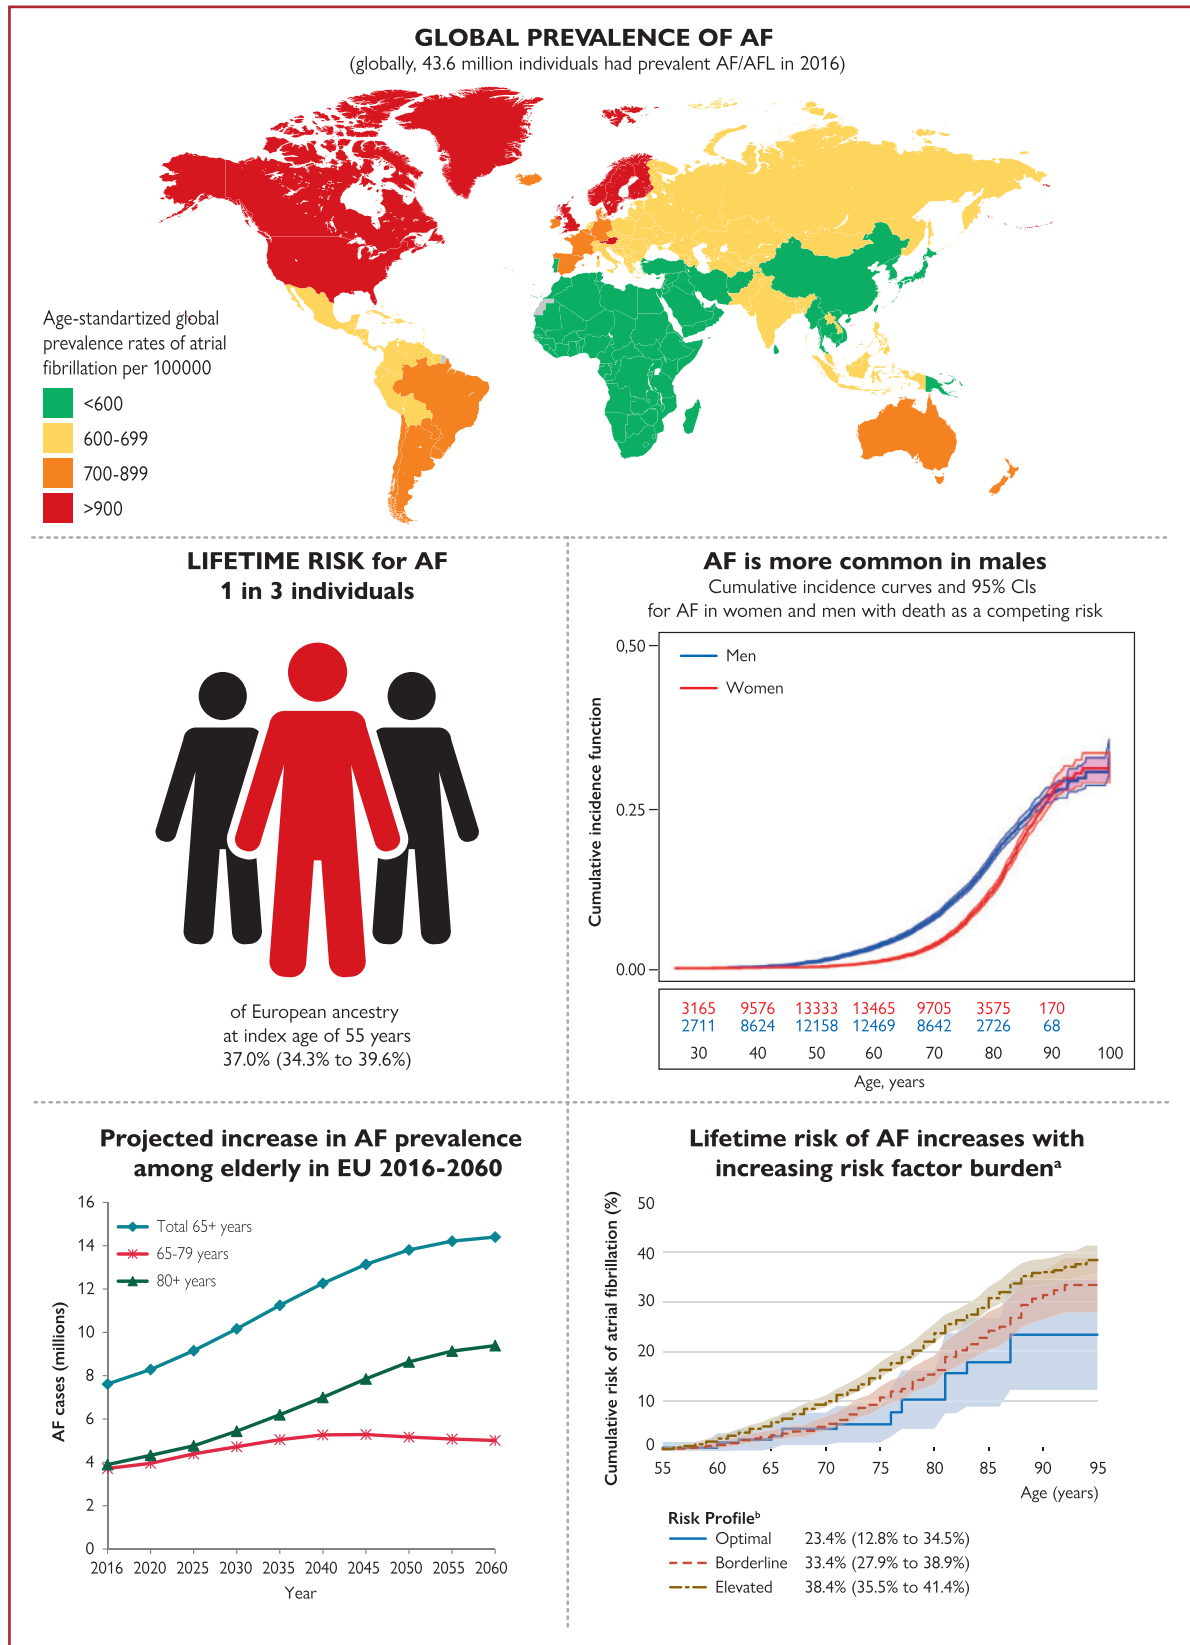 GLOBAL PREVALENCE OF AF
(globally, 43.6 million individuals had prevalent AF/AFL in 2016)
Age-standartized global
prevalence rates of atrial
fibrillation per 100000
<600
600-699
700-899
>900
LIFETIME RISK for AF
1 in 3 individuals
of European ancestry
at index age of 55 years
37.0% (34.3% to 39.6%)
AF is more common in males
Cumulative incidence curves and 95% CIs
for AF in women and men with death as a competing risk
Cumulative incidence function
0,50
0.25
0.00
Men
Women
3165 9576 13333 13465 9705 3575 170
2711 8624 12158 12469 8642 2726 68
30 40 50 60 70 80 90 100
Age, years
Projected increase in AF prevalence
among elderly in EU 2016-2060
AF cases (millions)
16
14
12
10
8
6
4
2
0
Total 65+ years
65-79 years
80+ years
2016 2020 2025 2030 2035 2040 2045 2050 2055 2060
Year
Lifetime risk of AF increases with
increasing risk factor burdenᵃ
Cumulative risk of atrial fibrillation (%)
50
40
30
20
10
0
55 60 65 70 75 80 85 90 95
Age (years)
Risk Profileᵇ
Optimal 23.4% (12.8% to 34.5%)
Borderline 33.4% (27.9% to 38.9%)
Elevated 38.4% (35.5% to 41.4%)